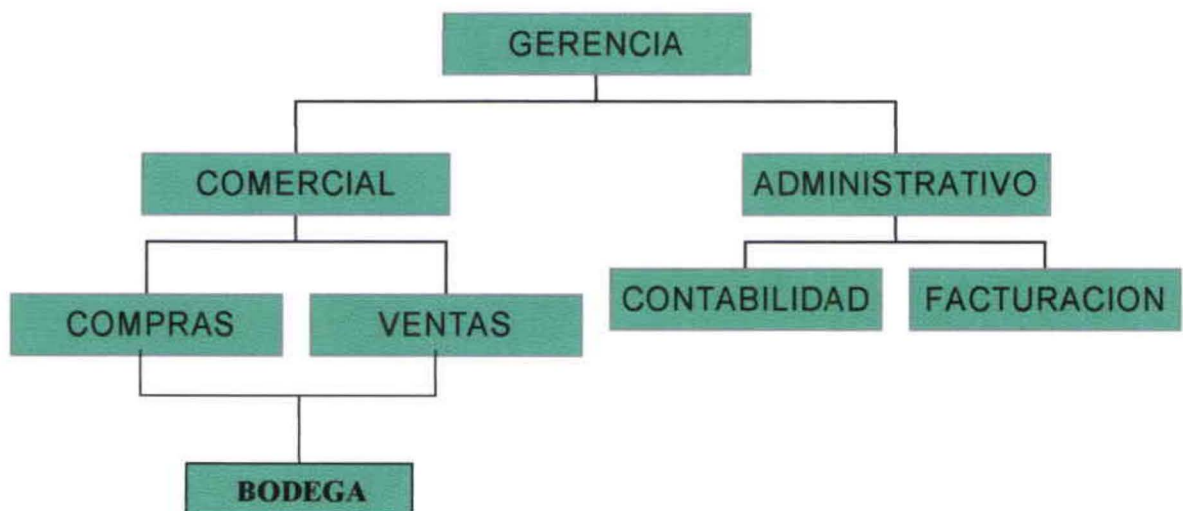 GERENCIA
COMERCIAL
ADMINISTRATIVO
COMPRAS
VENTAS
CONTABILIDAD
FACTURACION
BODEGA